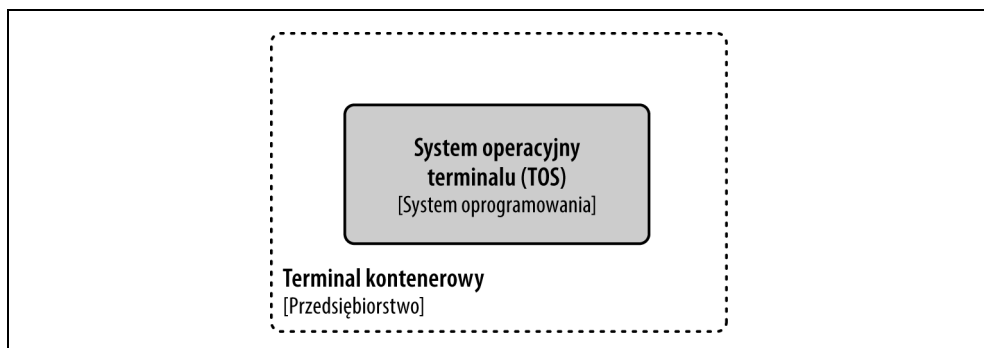 System operacyjny
terminalu (TOS)
[System oprogramowania]
Terminal kontenerowy
[Przedsiębiorstwo]